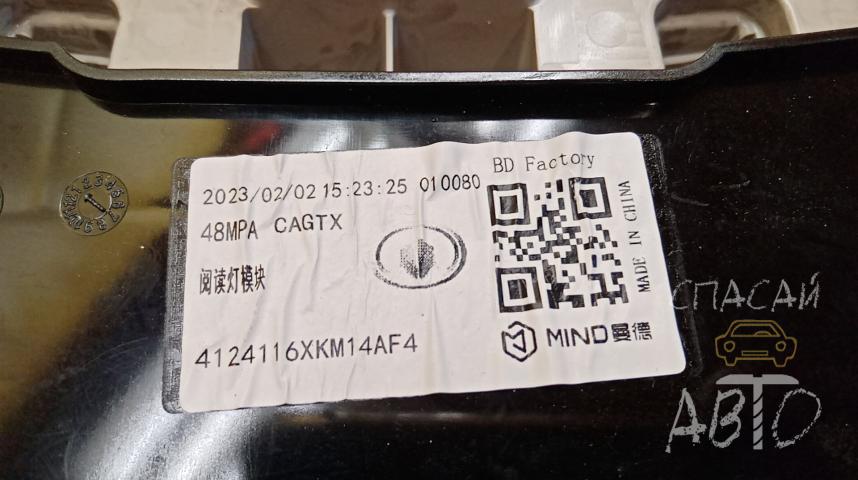 2023/02/02 15:23:25 010080
BD Factory
48MPA CAGTX
阅读灯模块
4124116XKM14AF4
MADE IN CHINA
MIND曼德
СПАСАЙ
АВТО